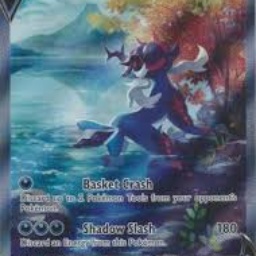 Basket Crash
Discard up to 2 Pokémon Tools from your opponent's
Pokémon.
Shadow Slash 180
Discard an Energy from this Pokémon.